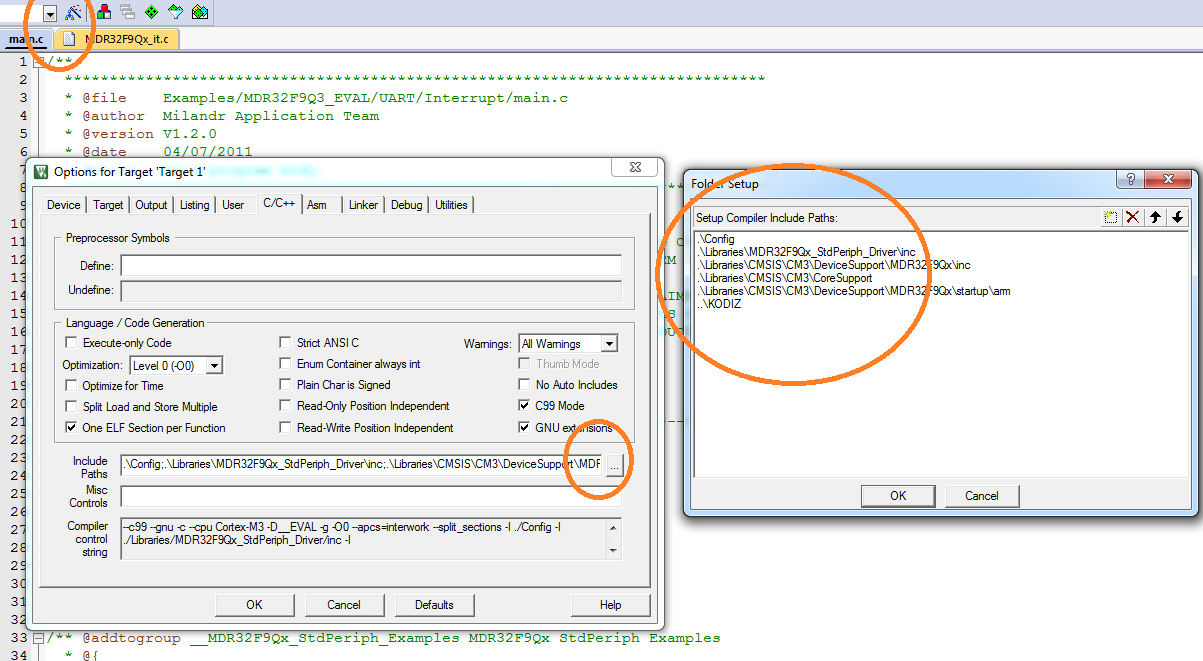 main.c
MDR32F9Qx_it.c
1 /**
2 ******************************************************************************
3 * @file Examples/MDR32F9Q3_EVAL/UART/Interrupt/main.c
4 * @author Milandr Application Team
5 * @version V1.2.0
6 * @date 04/07/2011
7
8
9
10
11
12
13
14
15
16
17
18
19
20
21
22
23
24
25
26
27
28
29
30
31
32
33 /** @addtogroup __MDR32F9Qx_StdPeriph_Examples MDR32F9Qx StdPeriph Examples
34 * @{
Options for Target 'Target 1'
Device Target Output Listing User C/C++ Asm Linker Debug Utilities
Preprocessor Symbols
Define:
Undefine:
Language / Code Generation
Execute-only Code
Strict ANSI C
Warnings: All Warnings
Optimization: Level 0 (-O0)
Enum Container always int
Thumb Mode
Optimize for Time
Plain Char is Signed
No Auto Includes
Split Load and Store Multiple
Read-Only Position Independent
C99 Mode
One ELF Section per Function
Read-Write Position Independent
GNU extensions
Include
Paths
.\Config;.\Libraries\MDR32F9Qx_StdPeriph_Driver\inc;.\Libraries\CMSIS\CM3\DeviceSupport\MDF
...
Misc
Controls
Compiler
control
string
--c99 --gnu -c --cpu Cortex-M3 -D__EVAL -g -O0 --apcs=interwork --split_sections -I ./Config -I
./Libraries/MDR32F9Qx_StdPeriph_Driver/inc -I
OK Cancel Defaults Help
Folder Setup
?
Setup Compiler Include Paths:
.\Config
.\Libraries\MDR32F9Qx_StdPeriph_Driver\inc
.\Libraries\CMSIS\CM3\DeviceSupport\MDR32F9Qx\inc
.\Libraries\CMSIS\CM3\CoreSupport
.\Libraries\CMSIS\CM3\DeviceSupport\MDR32F9Qx\startup\arm
..\KODIZ
OK Cancel